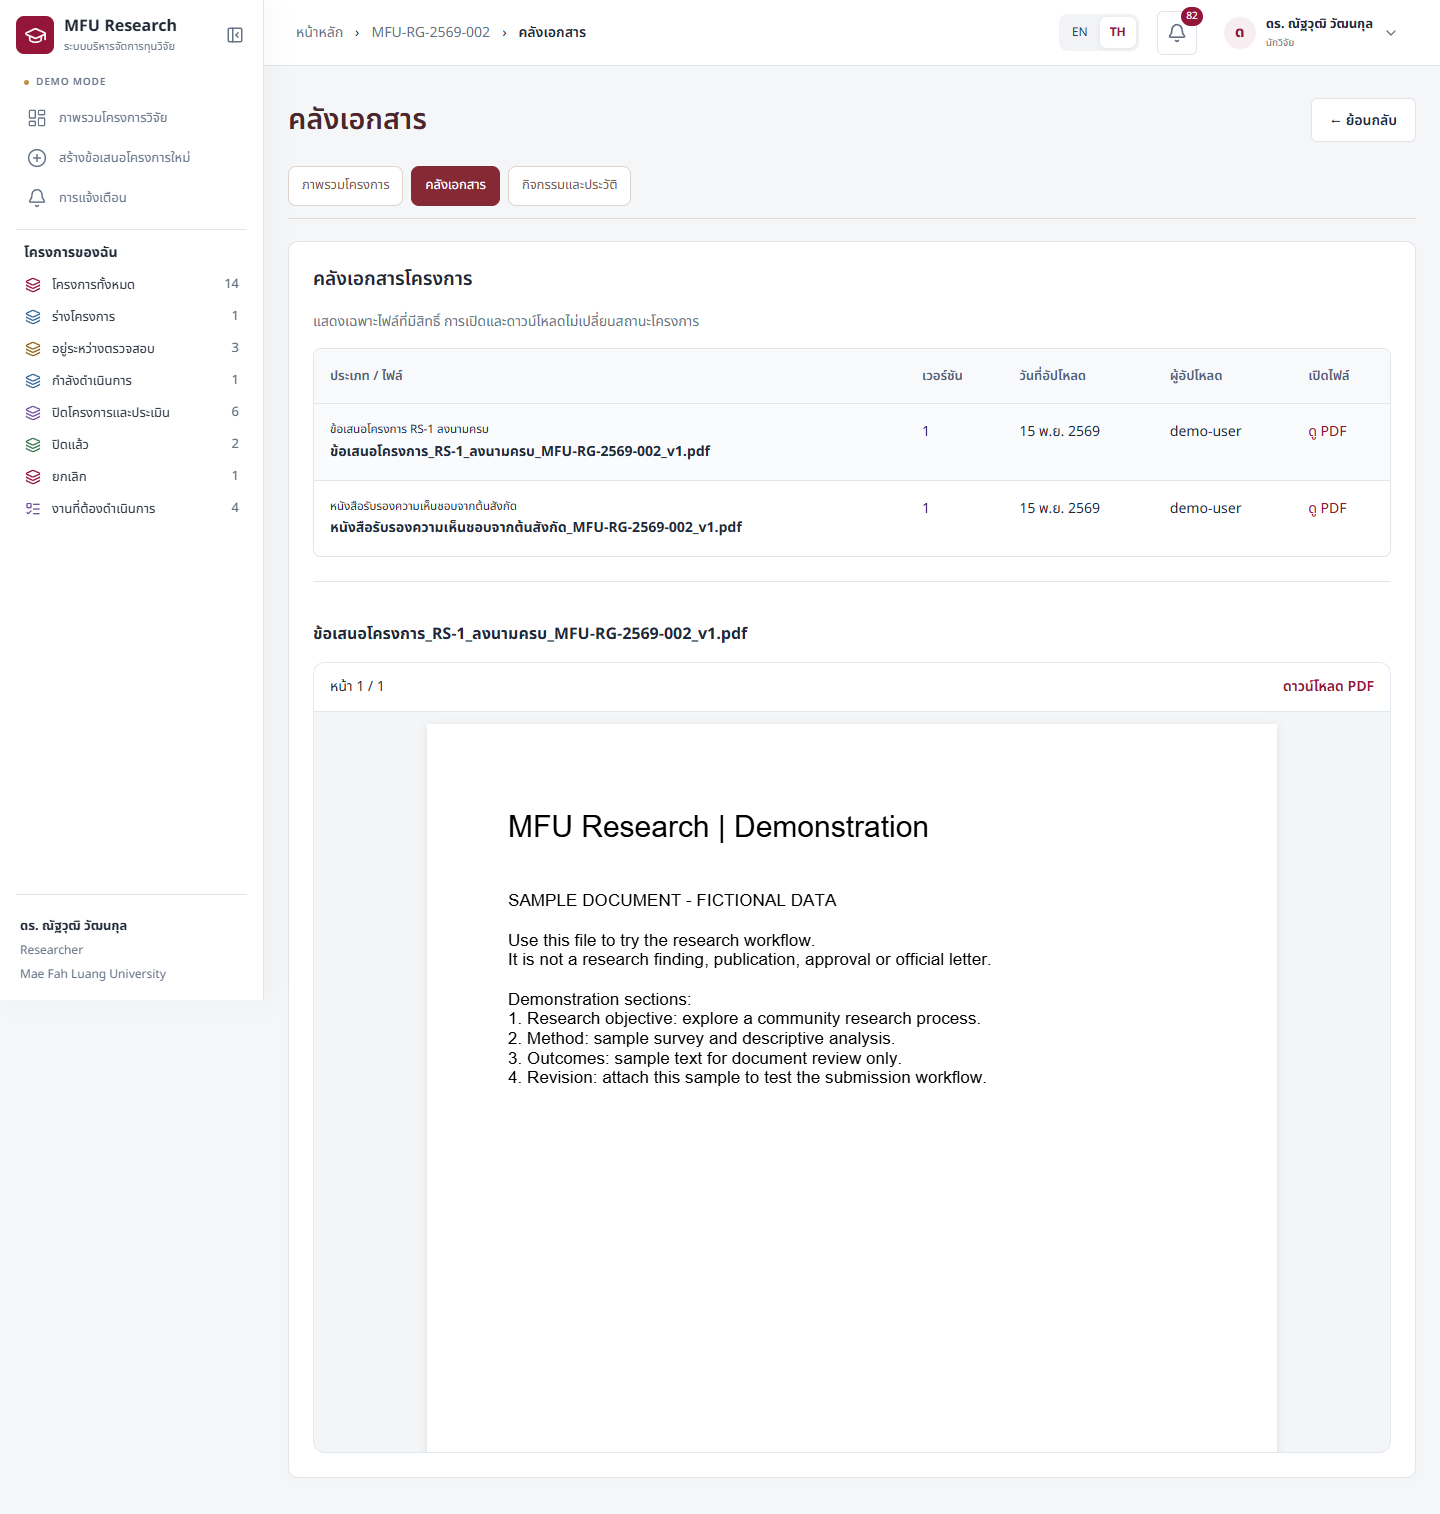 MFU Research
ระบบบริหารจัดการทุนวิจัย
DEMO MODE
ภาพรวมโครงการวิจัย
สร้างข้อเสนอโครงการใหม่
การแจ้งเตือน
โครงการของฉัน
โครงการทั้งหมด 14
ร่างโครงการ 1
อยู่ระหว่างตรวจสอบ 3
กำลังดำเนินการ 1
ปิดโครงการและประเมิน 6
ปิดแล้ว 2
ยกเลิก 1
งานที่ต้องดำเนินการ 4
ดร. ณัฐวุฒิ วัฒนกุล
Researcher
Mae Fah Luang University
หน้าหลัก › MFU-RG-2569-002 › คลังเอกสาร
EN TH
82
ด
ดร. ณัฐวุฒิ วัฒนกุล
นักวิจัย
คลังเอกสาร
← ย้อนกลับ
ภาพรวมโครงการ คลังเอกสาร กิจกรรมและประวัติ
คลังเอกสารโครงการ
แสดงเฉพาะไฟล์ที่มีสิทธิ์ การเปิดและดาวน์โหลดไม่เปลี่ยนสถานะโครงการ
ประเภท / ไฟล์ เวอร์ชัน วันที่อัปโหลด ผู้อัปโหลด เปิดไฟล์
ข้อเสนอโครงการ RS-1 ลงนามครบ
ข้อเสนอโครงการ_RS-1_ลงนามครบ_MFU-RG-2569-002_v1.pdf
1 15 พ.ย. 2569 demo-user ดู PDF
หนังสือรับรองความเห็นชอบจากต้นสังกัด
หนังสือรับรองความเห็นชอบจากต้นสังกัด_MFU-RG-2569-002_v1.pdf
1 15 พ.ย. 2569 demo-user ดู PDF
ข้อเสนอโครงการ_RS-1_ลงนามครบ_MFU-RG-2569-002_v1.pdf
หน้า 1 / 1
ดาวน์โหลด PDF
MFU Research | Demonstration
SAMPLE DOCUMENT - FICTIONAL DATA
Use this file to try the research workflow.
It is not a research finding, publication, approval or official letter.
Demonstration sections:
1. Research objective: explore a community research process.
2. Method: sample survey and descriptive analysis.
3. Outcomes: sample text for document review only.
4. Revision: attach this sample to test the submission workflow.